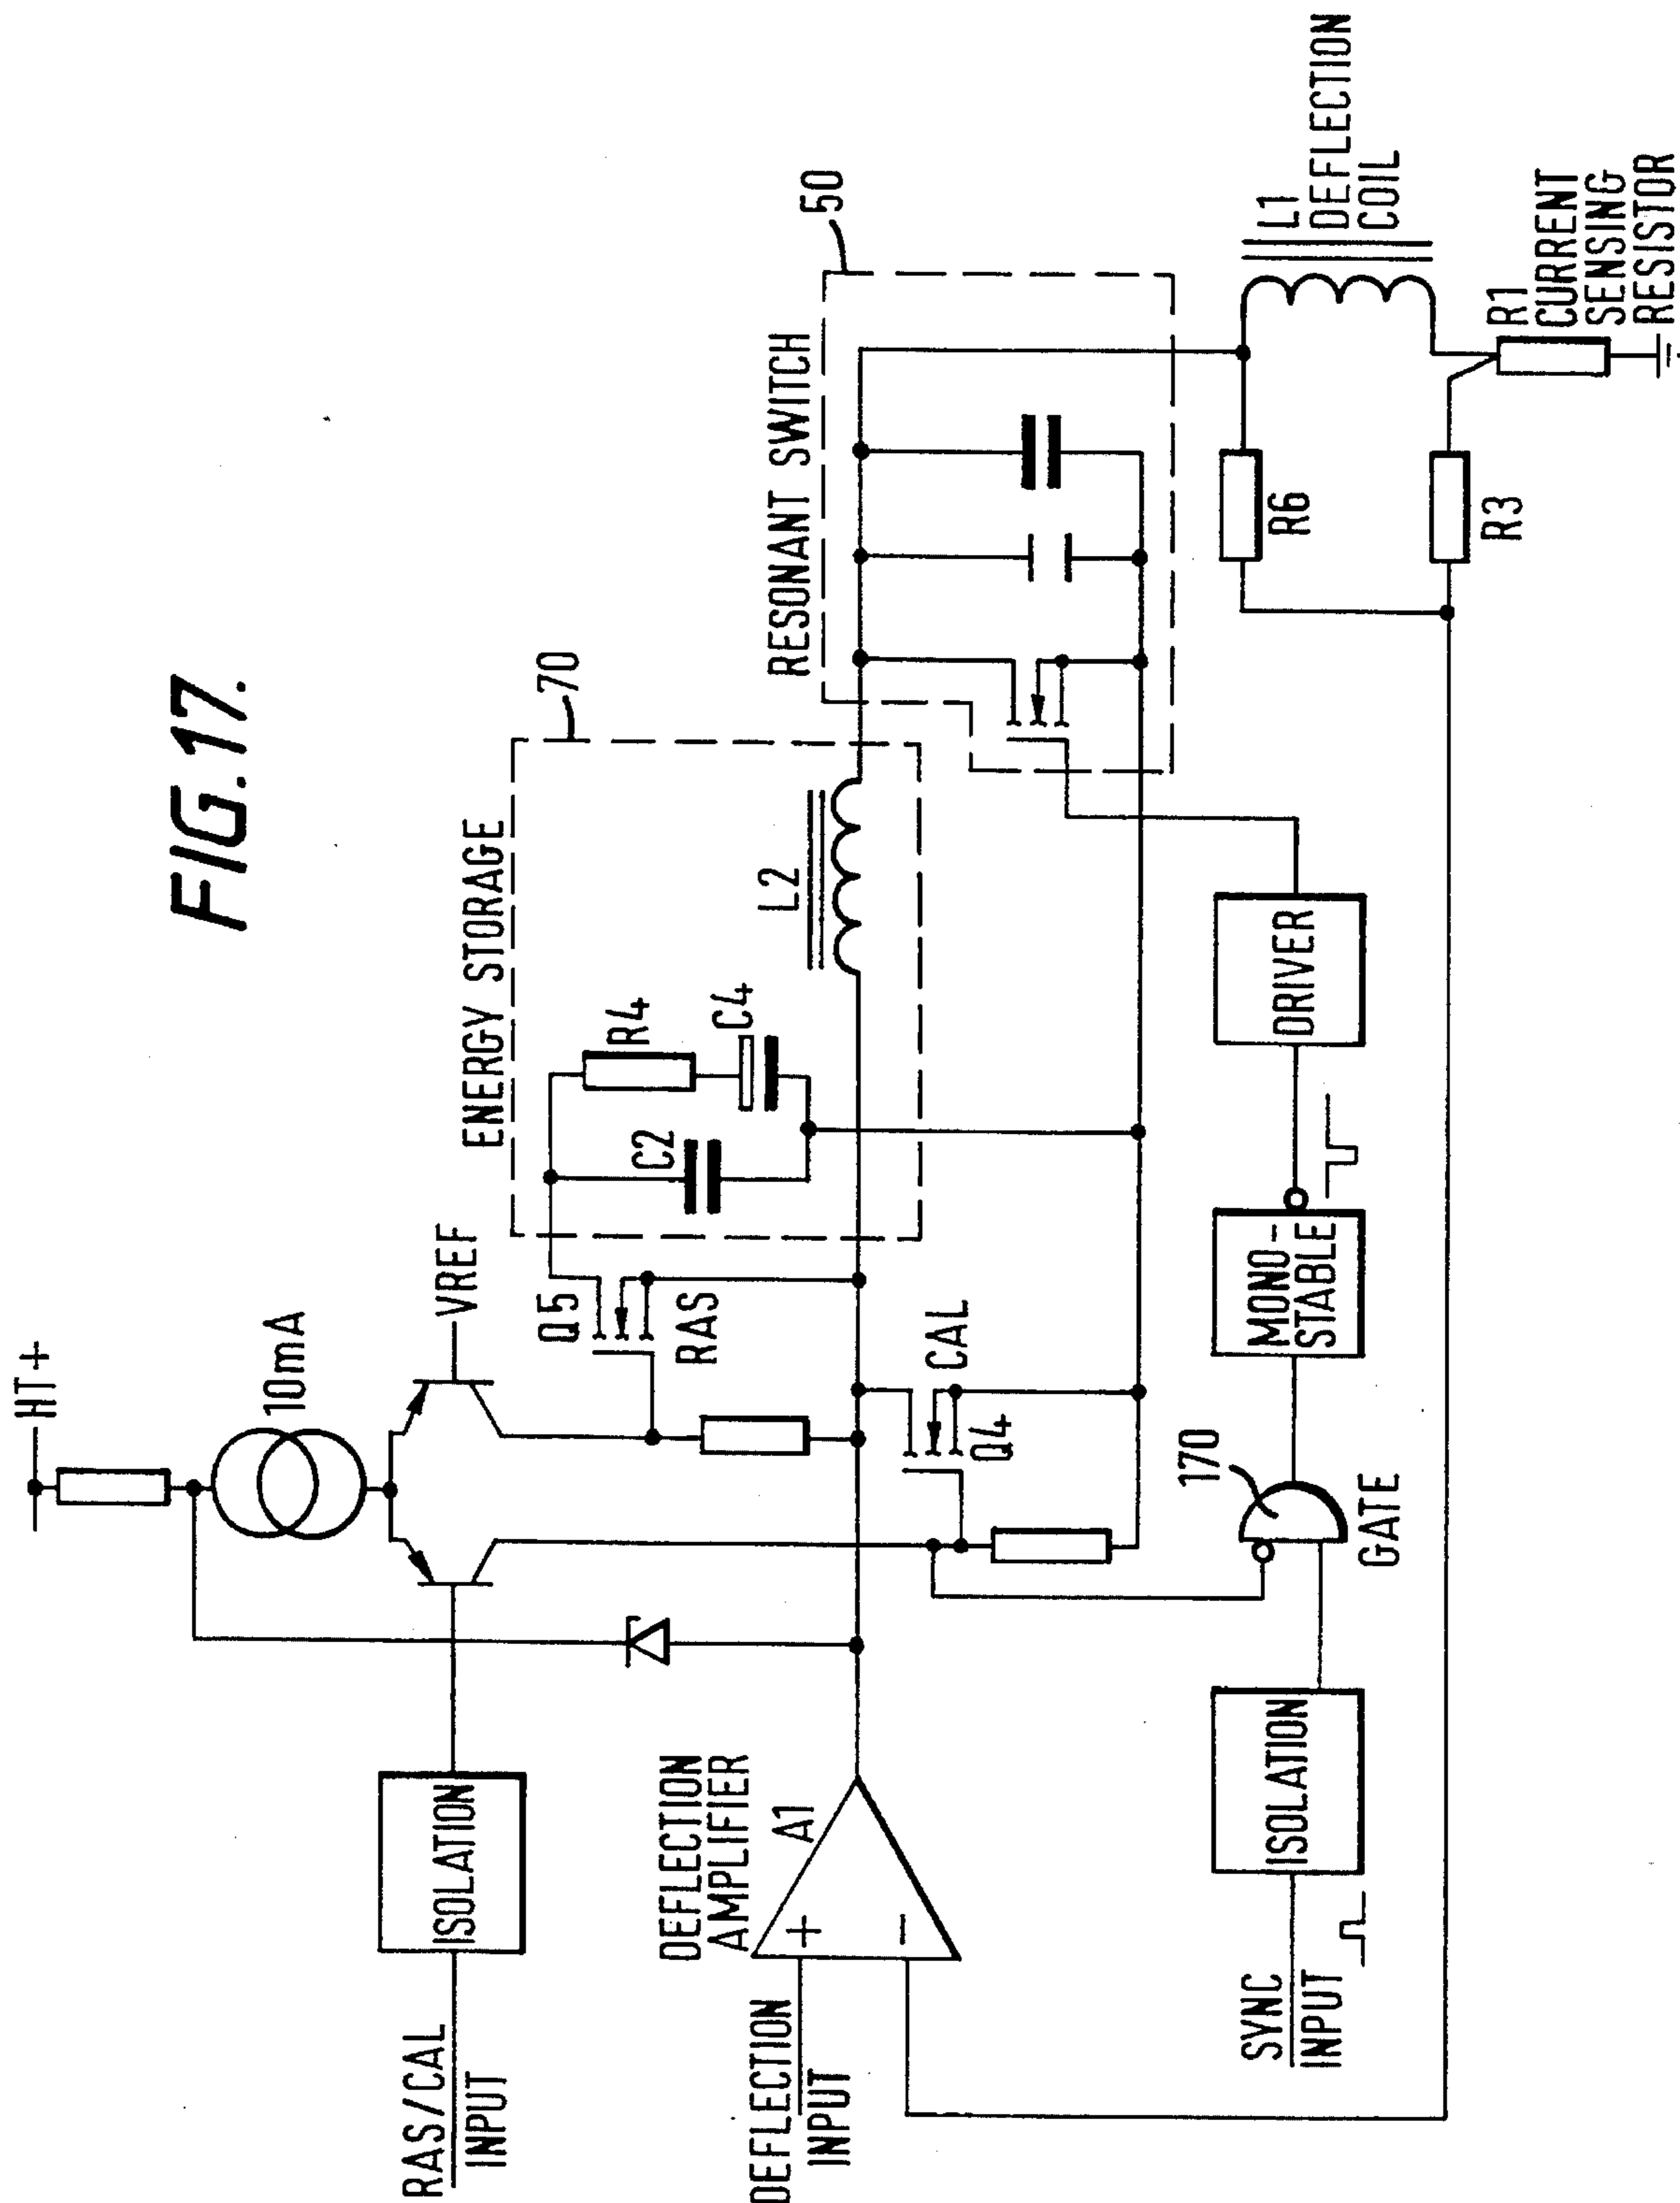 FIG.17.
HT+
10mA
VREF
ENERGY STORAGE
70
RESONANT SWITCH
50
RAS/CAL
INPUT
ISOLATION
Q5
RAS
C2
R4
C4
L2
DEFLECTION
AMPLIFIER
A1
+
−
DEFLECTION
INPUT
CAL
Q4
170
GATE
SYNC
INPUT
ISOLATION
MONO-
STABLE
DRIVER
R6
R3
L1
DEFLECTION
COIL
R1
CURRENT
SENSING
RESISTOR